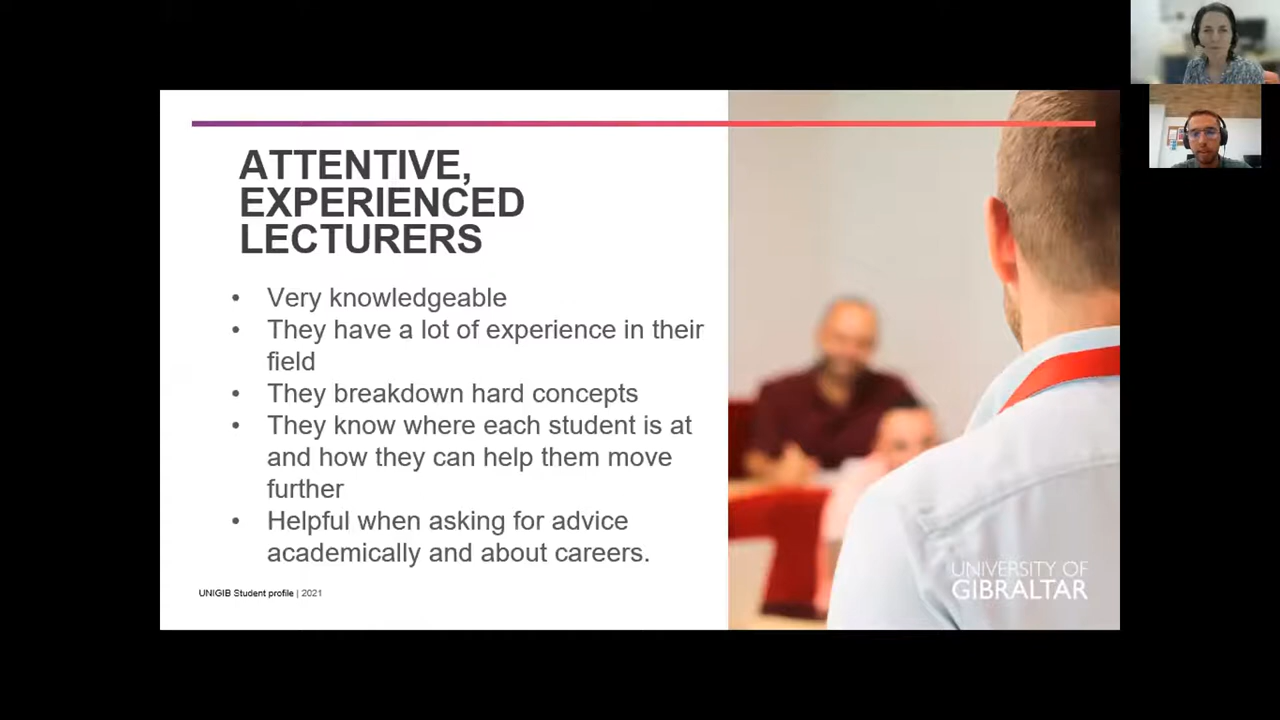 ATTENTIVE,
EXPERIENCED
LECTURERS
• Very knowledgeable
• They have a lot of experience in their
field
• They breakdown hard concepts
• They know where each student is at
and how they can help them move
further
• Helpful when asking for advice
academically and about careers.
UNIGIB Student profile | 2021
UNIVERSITY OF
GIBRALTAR